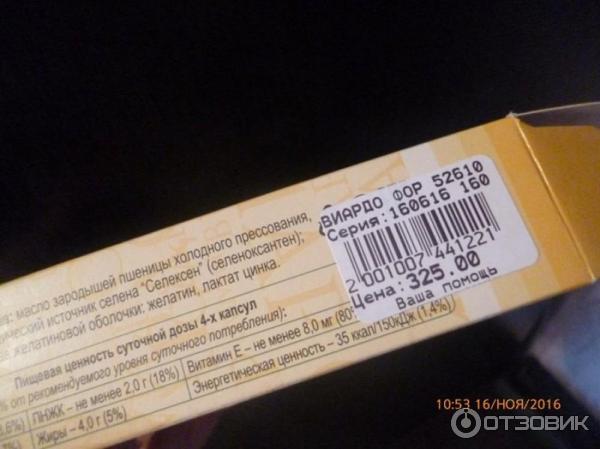 ВИАРДО ФОР 52610
Серия:160616 160
2 001007 441221
Цена: 325.00
Ваша помощь
масло зародышей пшеницы холодного прессования,
источник селена "Селексен" (селеноксантен);
желатиновой оболочки: желатин, лактат цинка.
Пищевая ценность суточной дозы 4-х капсул
от рекомендуемого уровня суточного потребления):
ПНЖК – не менее 2,0 г (18%)
Жиры – 4,0 г (5%)
Витамин Е – не менее 8,0 мг (80%
Энергетическая ценность – 35 ккал/150кДж (1,4%)
10:53 16/НОЯ/2016
ОТЗОВИК